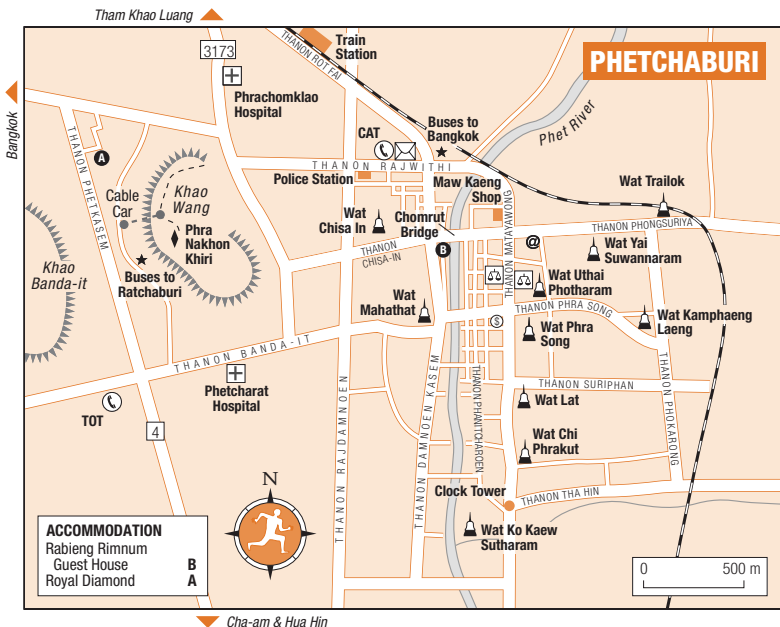 Tham Khao Luang
PHETCHABURI
Bangkok
3173
THANON ROT FAI
Train
Station
Phrachomklao
Hospital
Buses to
Bangkok
Phet River
CAT
THANON RAJWITHI
Police Station
Maw Kaeng
Shop
THANON PHETKASEM
A
Cable
Car
Khao
Wang
Phra
Nakhon
Khiri
Khao
Banda-it
Buses to
Ratchaburi
Wat
Chisa In
Chomrut
Bridge
THANON
CHISA-IN
B
THANON MATAYAWONG
@
Wat Trailok
THANON PHONGSURIYA
Wat Yai
Suwannaram
Wat Uthai
Photharam
Wat
Mahathat
THANON PHRA SONG
$
Wat Phra
Song
Wat Kamphaeng
Laeng
THANON BANDA-IT
Phetcharat
Hospital
THANON RAJDAMNOEN
THANON DAMNOEN KASEM
THANON PHANITCHAROEN
THANON SURIPHAN
THANON PHOKARONG
Wat Lat
TOT
4
Wat Chi
Phrakut
Clock Tower
THANON THA HIN
Wat Ko Kaew
Sutharam
N
ACCOMMODATION
Rabieng Rimnum
Guest House B
Royal Diamond A
0 500 m
Cha-am & Hua Hin